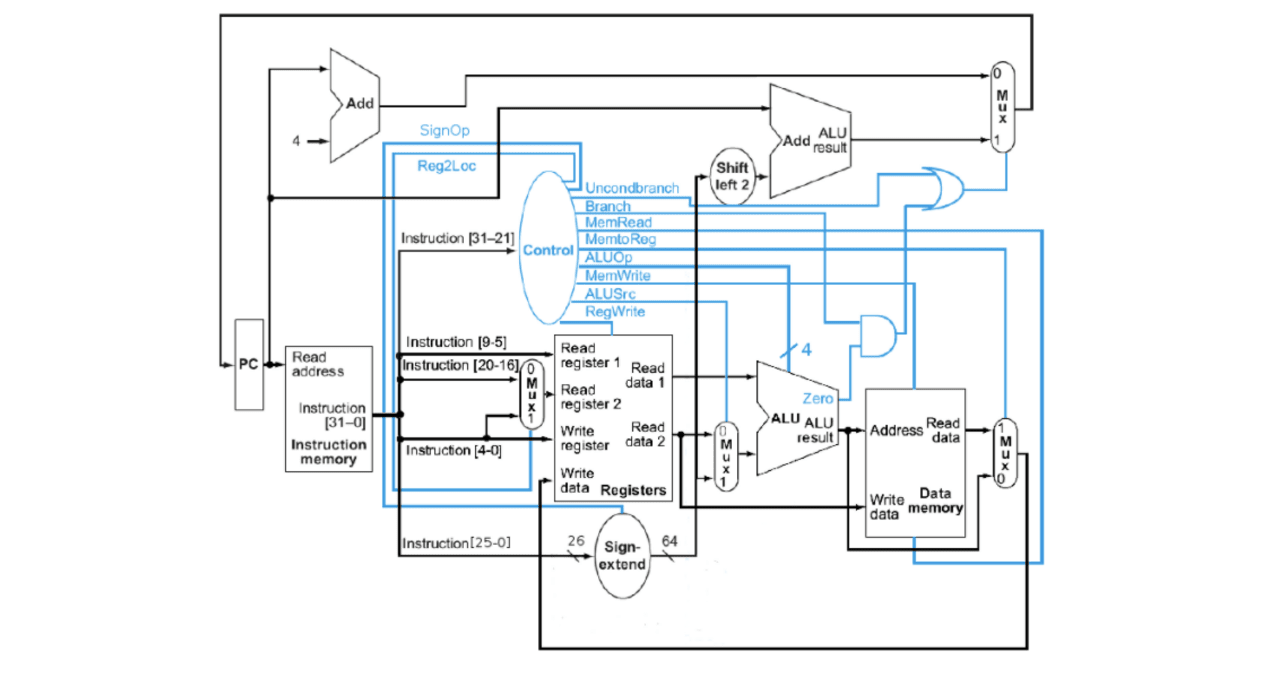 0
Mux
1
Add
4
Add ALU
result
SignOp
Reg2Loc
Shift
left 2
Uncondbranch
Branch
MemRead
MemtoReg
ALUOp
MemWrite
ALUSrc
RegWrite
Control
Instruction [31–21]
PC
Read
address
Instruction
[31–0]
Instruction
memory
Instruction [9-5]
Instruction [20-16]
Instruction [4-0]
0
Mux
1
Read
register 1
Read
register 2
Write
register
Write
data
Read
data 1
Read
data 2
Registers
0
Mux
1
4
Zero
ALU ALU
result
Address
Read
data
Write
data
Data
memory
1
Mux
0
Instruction[25-0]
26
Sign-
extend
64